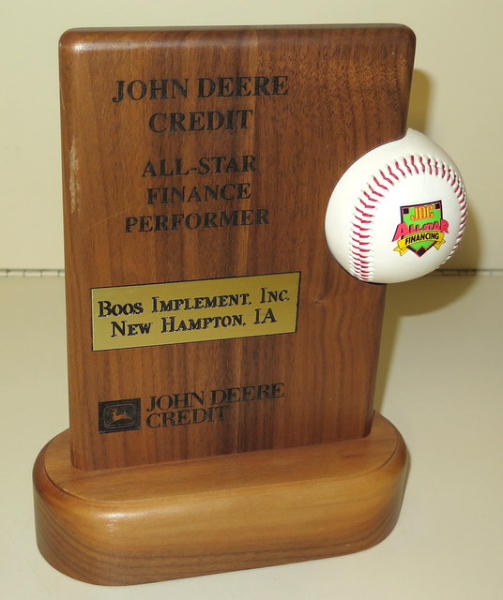 JOHN DEERE
CREDIT
ALL-STAR
FINANCE
PERFORMER
JDC
ALL-STAR
FINANCING
BOOS IMPLEMENT, INC.
NEW HAMPTON, IA
JOHN DEERE
CREDIT